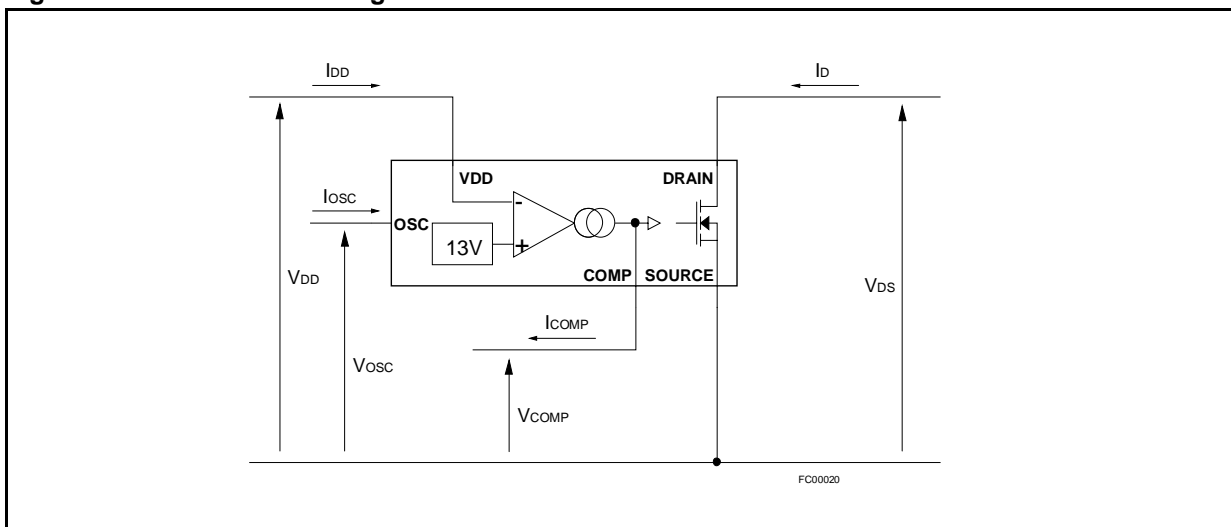 IDD
ID
VDD
DRAIN
IOSC
OSC
-
13V
+
COMP
SOURCE
VDD
VDS
ICOMP
VOSC
VCOMP
FC00020